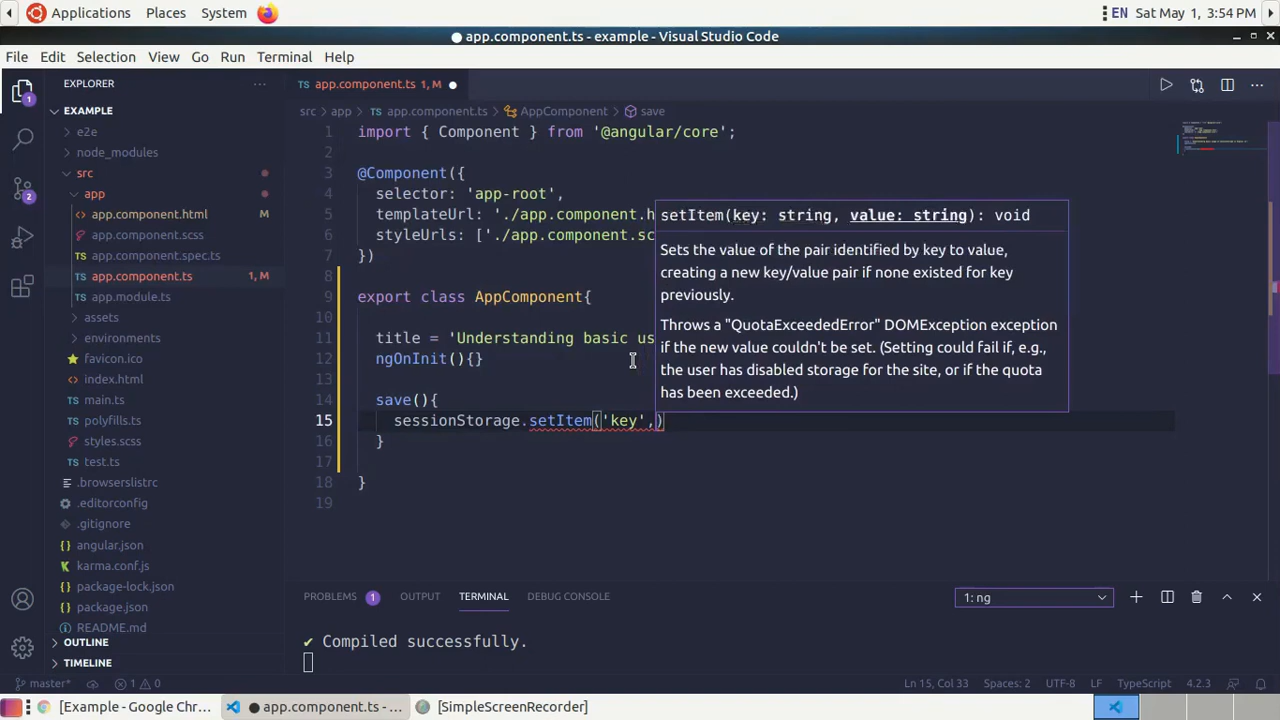 Applications Places System EN Sat May 1, 3:54 PM
● app.component.ts - example - Visual Studio Code
File Edit Selection View Go Run Terminal Help
EXPLORER ··· TS app.component.ts 1, M ●
EXAMPLE src > app > TS app.component.ts > AppComponent > save
e2e
node_modules
src
app
app.component.html M
app.component.scss
app.component.spec.ts
TS app.component.ts 1, M
app.module.ts
assets
environments
favicon.ico
index.html
main.ts
polyfills.ts
styles.scss
test.ts
.browserslistrc
.editorconfig
.gitignore
angular.json
karma.conf.js
package-lock.json
package.json
README.md
OUTLINE
TIMELINE
1 import { Component } from '@angular/core';
2
3 @Component({
4 selector: 'app-root',
5 templateUrl: './app.component.h
6 styleUrls: ['./app.component.sc
7 })
8
9 export class AppComponent{
10
11 title = 'Understanding basic us
12 ngOnInit(){}
13
14 save(){
15 sessionStorage.setItem('key',)
16 }
17
18 }
19
setItem(key: string, value: string): void
Sets the value of the pair identified by key to value,
creating a new key/value pair if none existed for key
previously.
Throws a "QuotaExceededError" DOMException exception
if the new value couldn't be set. (Setting could fail if, e.g.,
the user has disabled storage for the site, or if the quota
has been exceeded.)
PROBLEMS 1 OUTPUT TERMINAL DEBUG CONSOLE 1: ng
✔ Compiled successfully.
master* 1 0 Ln 15, Col 33 Spaces: 2 UTF-8 LF TypeScript 4.2.3
[Example - Google Chr... ● app.component.ts - ... [SimpleScreenRecorder]